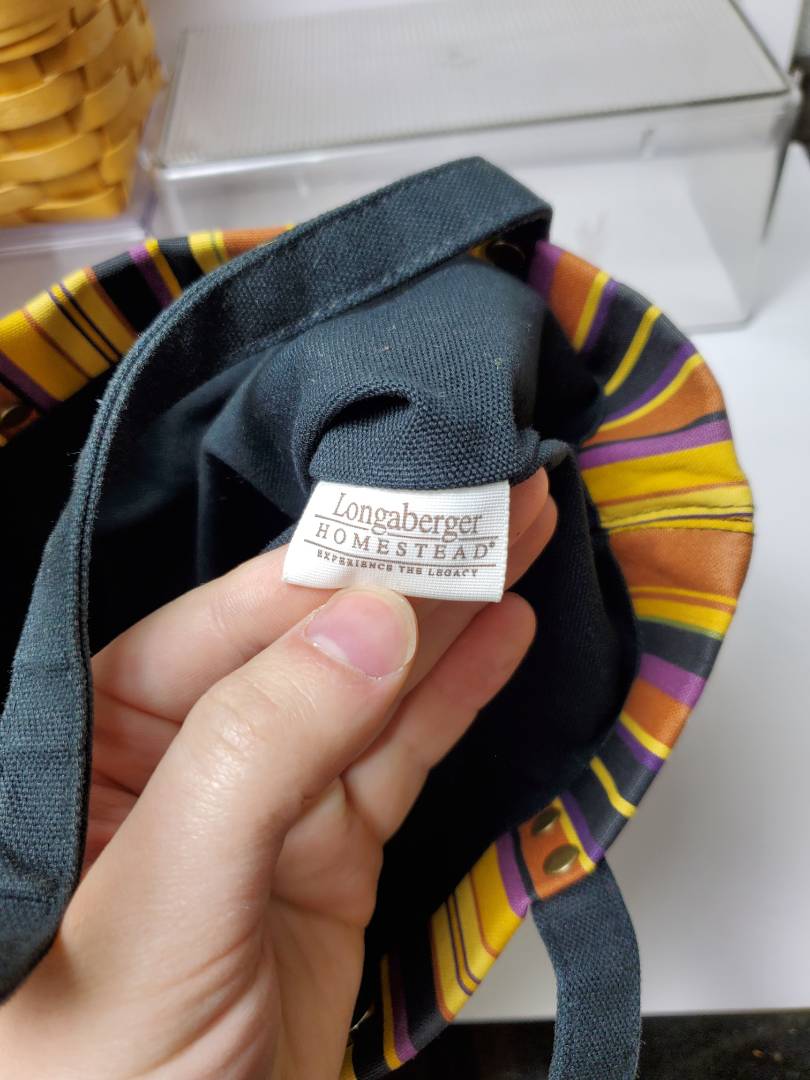 Longaberger
HOMESTEAD®
EXPERIENCE THE LEGACY